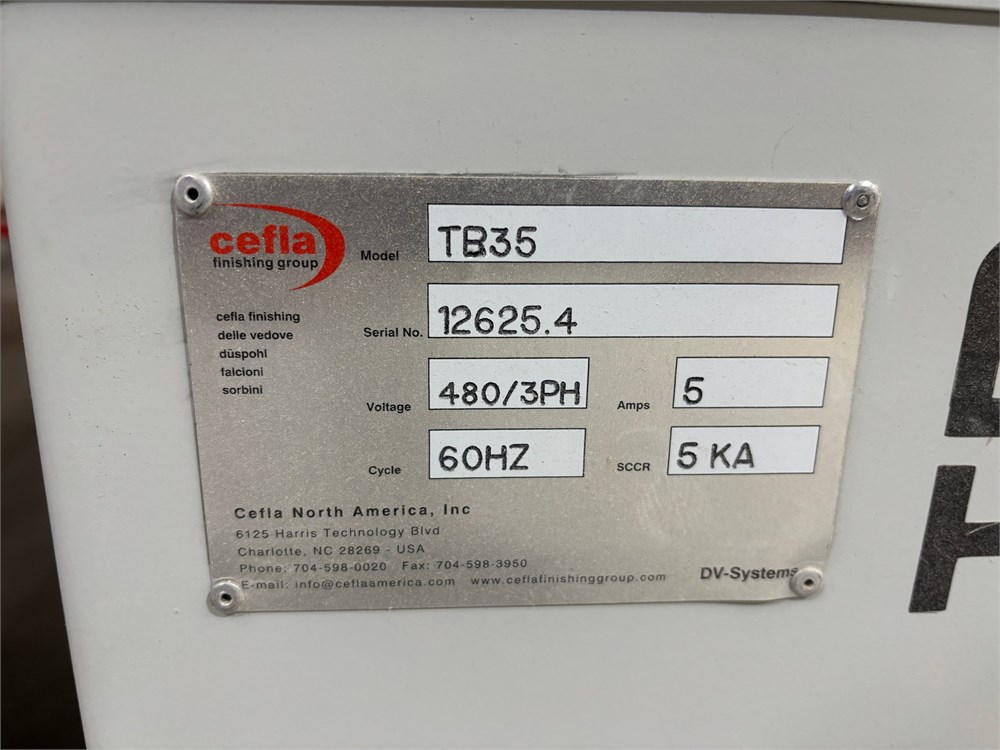 cefla
finishing group
Model TB35
cefla finishing
delle vedove
düspohl
falcioni
sorbini
Serial No. 12625.4
Voltage 480/3PH Amps 5
Cycle 60HZ SCCR 5 KA
Cefla North America, Inc
6125 Harris Technology Blvd
Charlotte, NC 28269 - USA
Phone: 704-598-0020 Fax: 704-598-3950
E-mail: info@ceflaamerica.com www.ceflafinishinggroup.com
DV-Systems